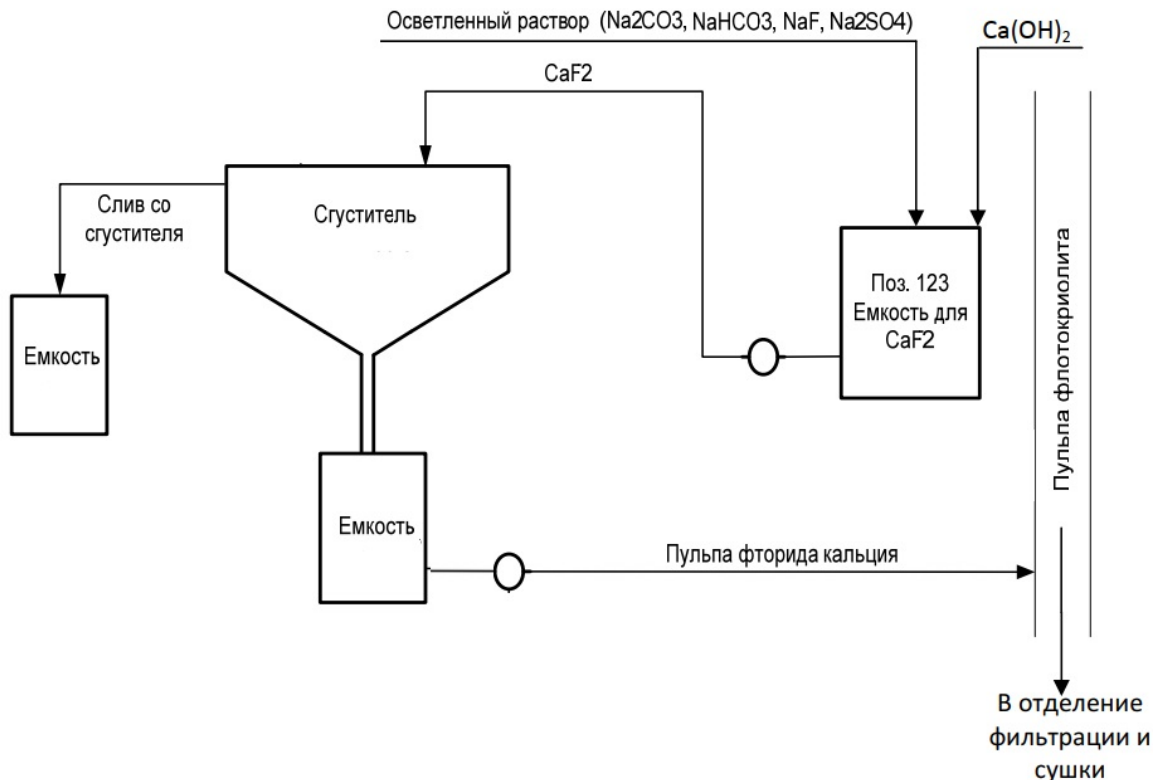 Осветленный раствор (Na2CO3, NaHCO3, NaF, Na2SO4)
Ca(OH)₂
CaF2
Слив со
сгустителя
Сгуститель
Емкость
Поз. 123
Емкость для
CaF2
Пульпа флотокриолита
Емкость
Пульпа фторида кальция
В отделение
фильтрации и
сушки